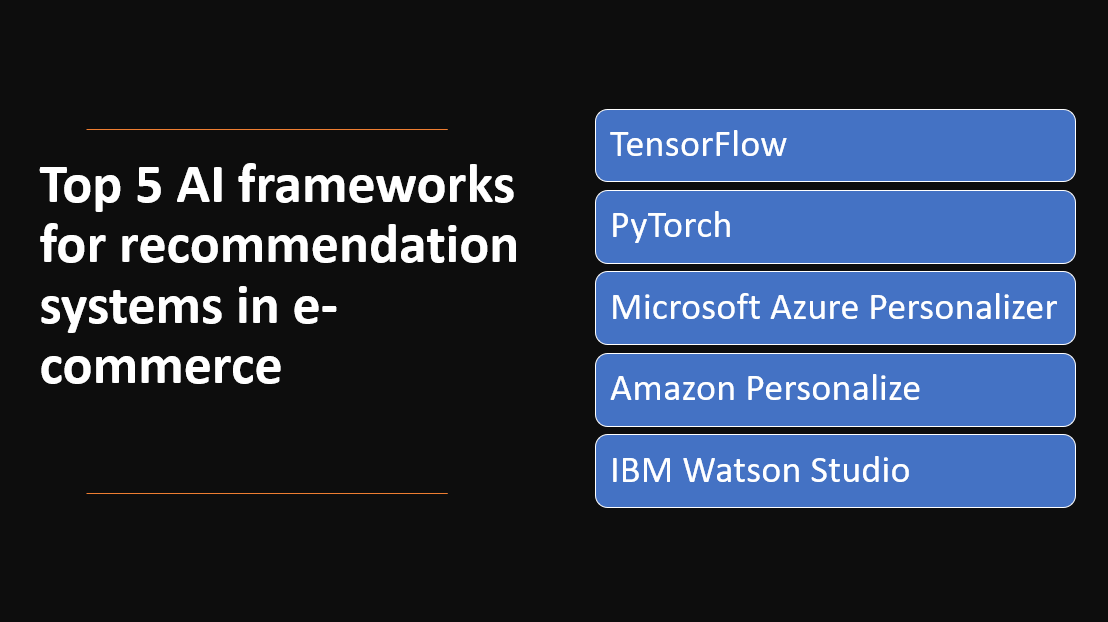 Top 5 AI frameworks
for recommendation
systems in e-
commerce
TensorFlow
PyTorch
Microsoft Azure Personalizer
Amazon Personalize
IBM Watson Studio